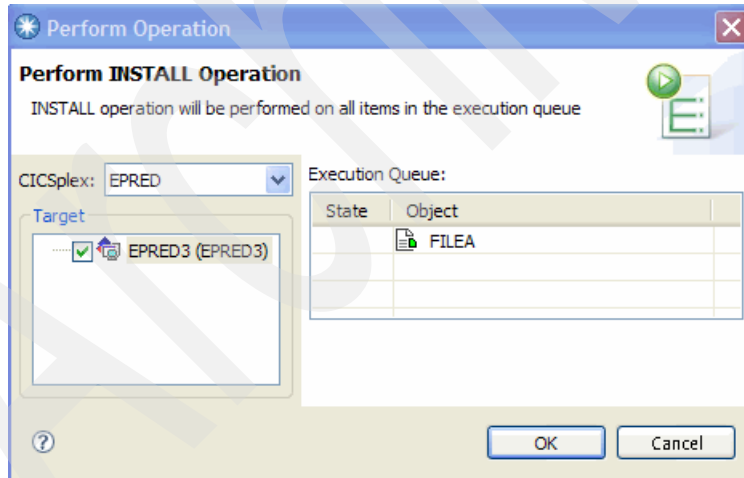 Perform Operation
Perform INSTALL Operation
INSTALL operation will be performed on all items in the execution queue
CICSplex: EPRED
Execution Queue:
Target
State Object
EPRED3 (EPRED3)
FILEA
OK Cancel